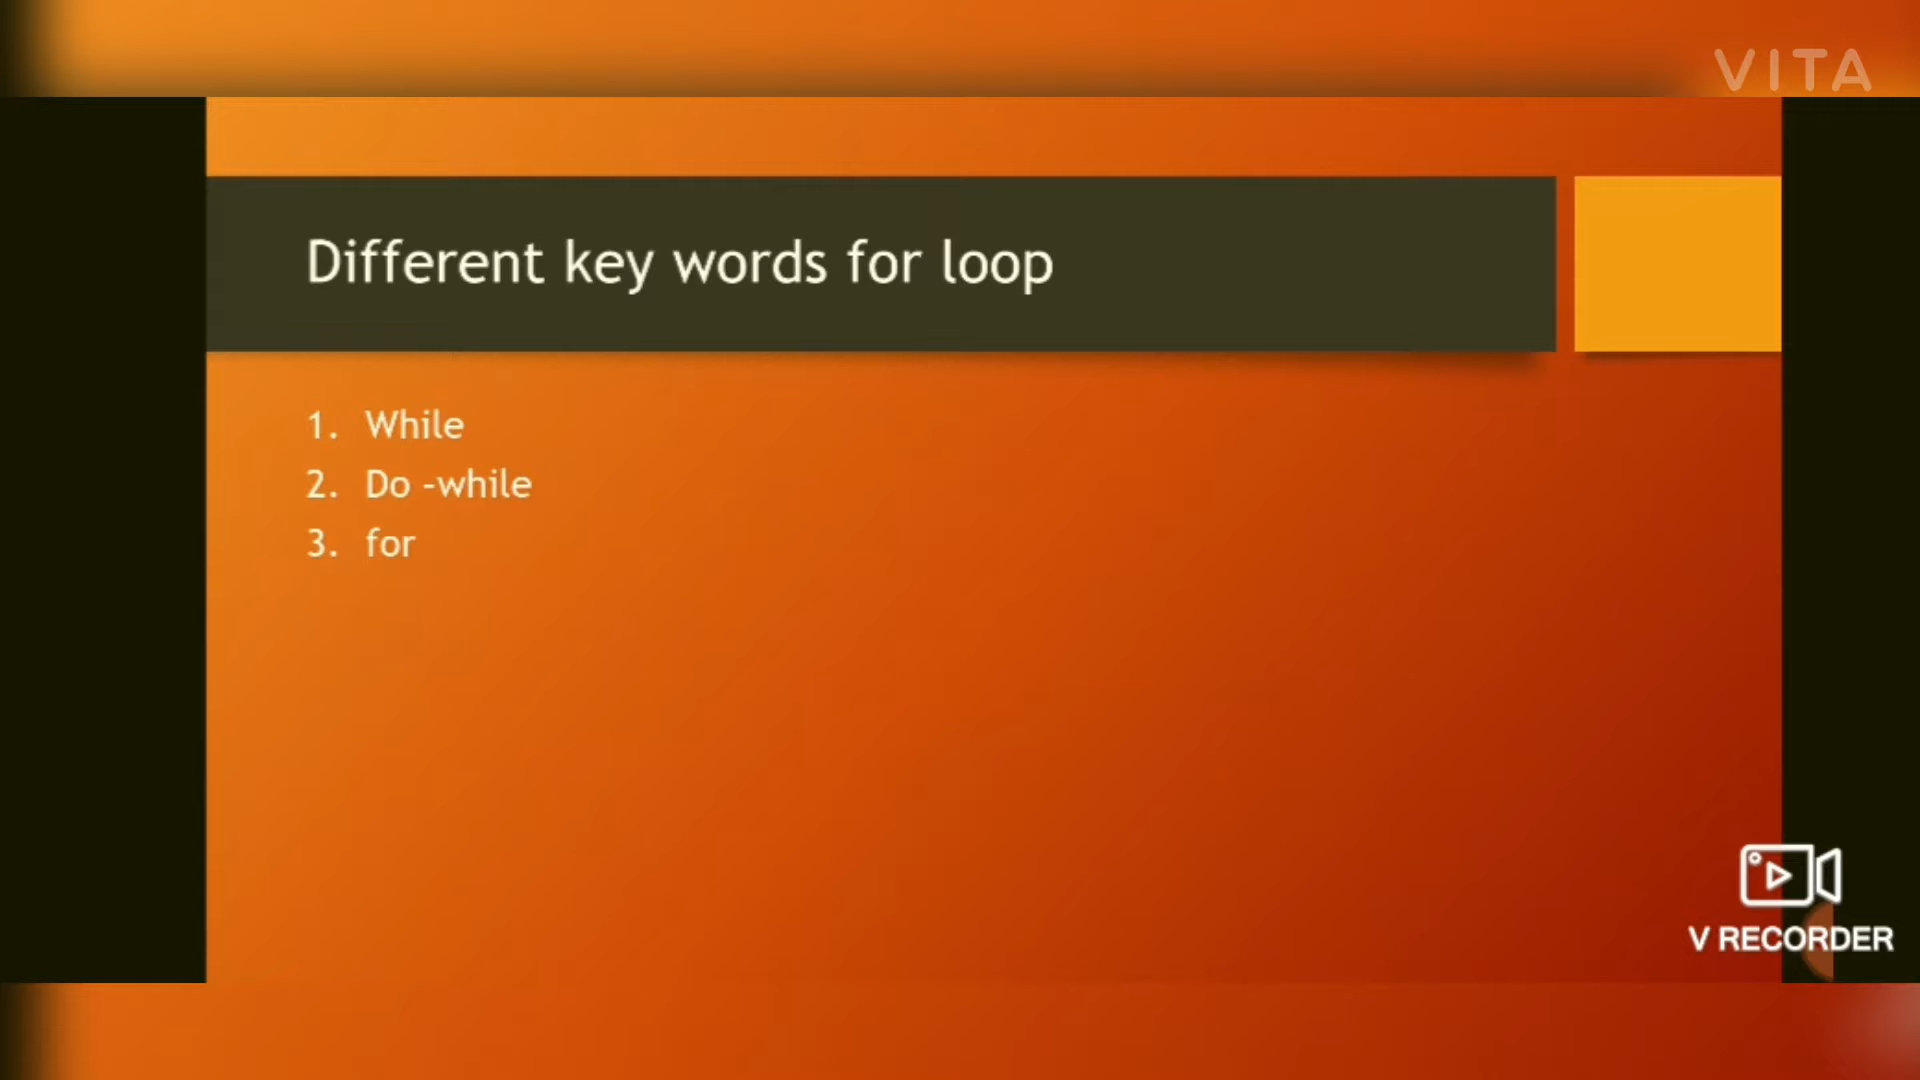 VITA
Different key words for loop
1. While
2. Do -while
3. for
V RECORDER